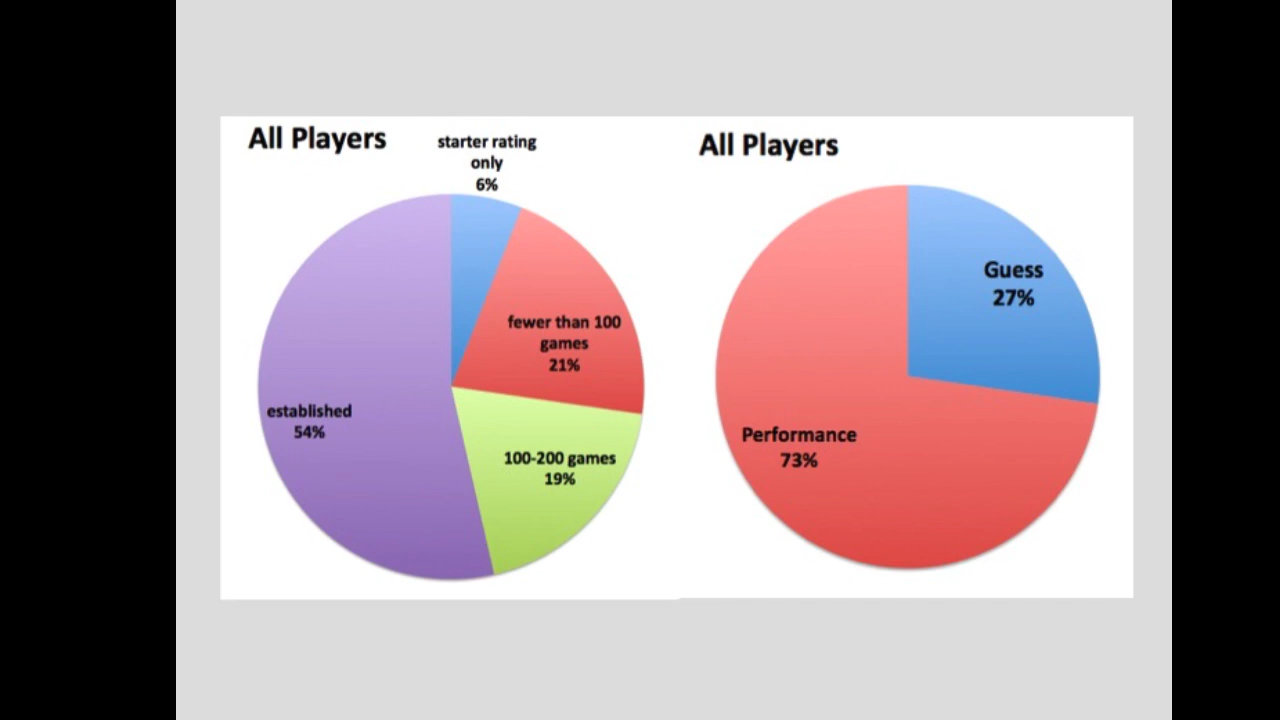 All Players
starter rating
only
6%
fewer than 100
games
21%
established
54%
100-200 games
19%
All Players
Guess
27%
Performance
73%